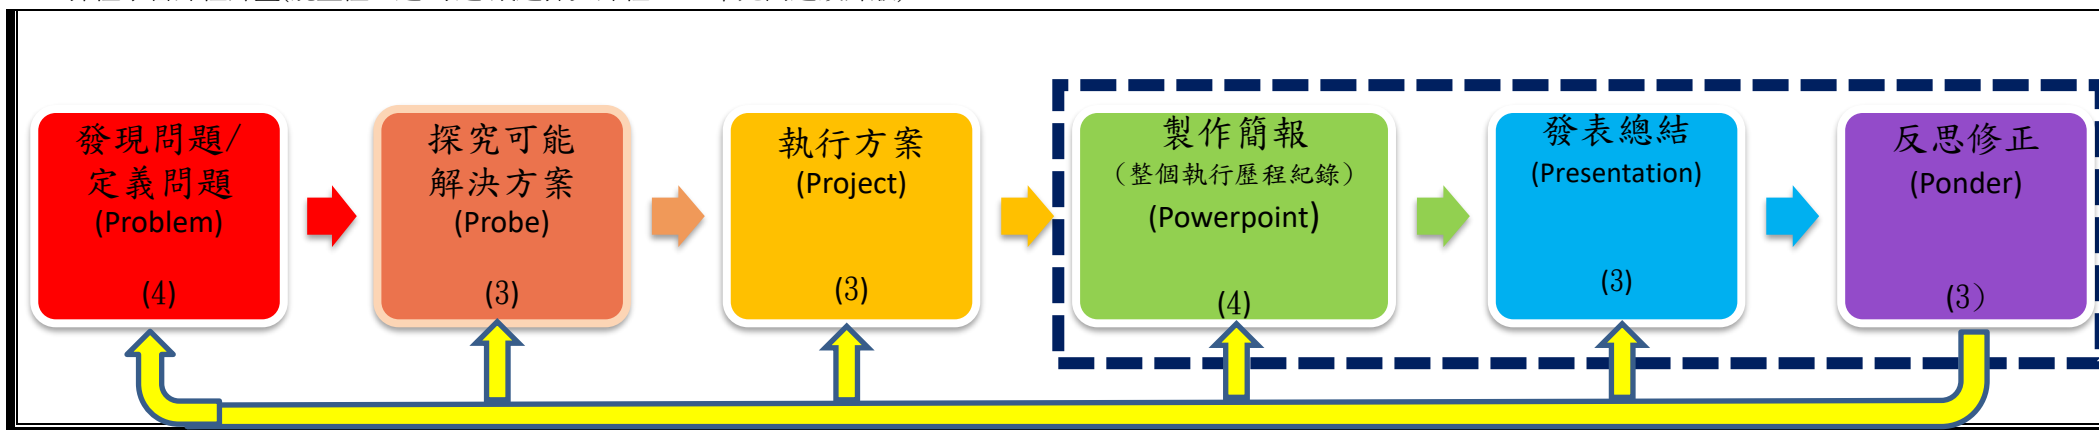 發現問題/
定義問題
(Problem)
(4)
探究可能
解決方案
(Probe)
(3)
執行方案
(Project)
(3)
製作簡報
（整個執行歷程紀錄）
(Powerpoint)
(4)
發表總結
(Presentation)
(3)
反思修正
(Ponder)
(3）